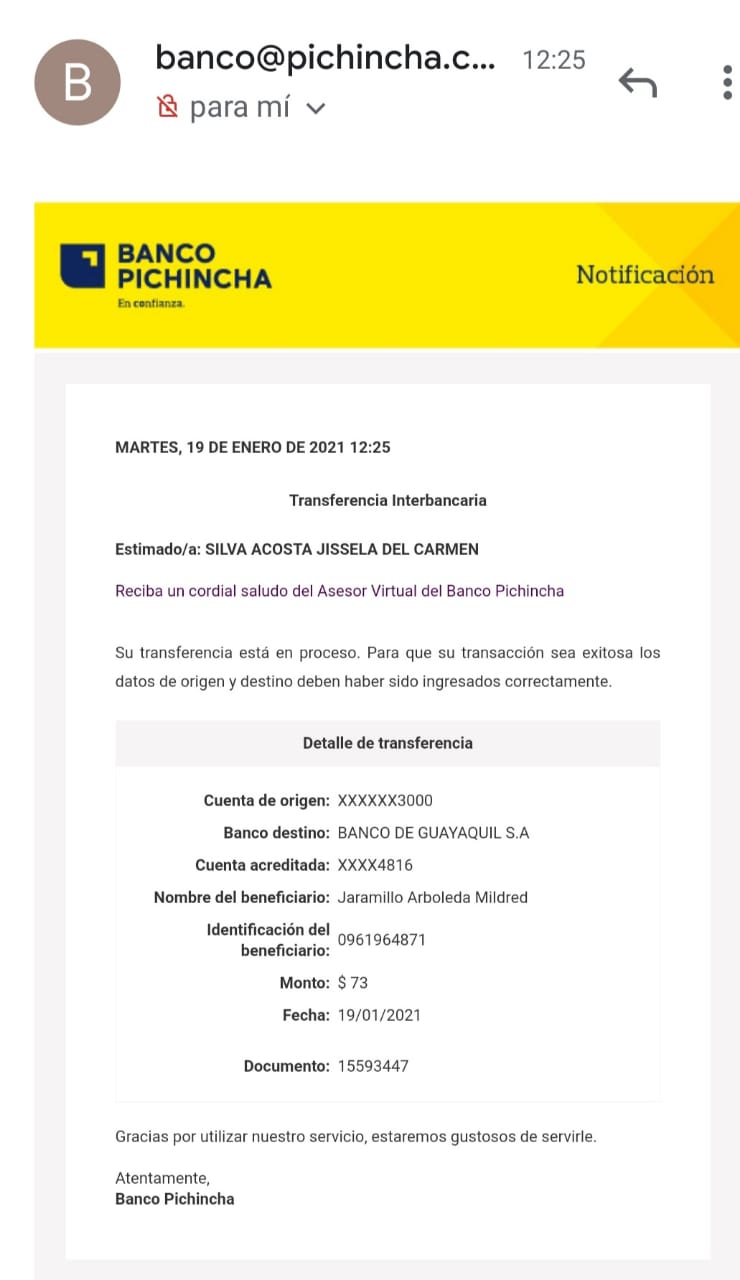 B
banco@pichincha.c...
12:25
para mí
BANCO
PICHINCHA
En confianza.
Notificación
MARTES, 19 DE ENERO DE 2021 12:25
Transferencia Interbancaria
Estimado/a: SILVA ACOSTA JISSELA DEL CARMEN
Reciba un cordial saludo del Asesor Virtual del Banco Pichincha
Su transferencia está en proceso. Para que su transacción sea exitosa los
datos de origen y destino deben haber sido ingresados correctamente.
Detalle de transferencia
Cuenta de origen: XXXXXX3000
Banco destino: BANCO DE GUAYAQUIL S.A
Cuenta acreditada: XXXX4816
Nombre del beneficiario: Jaramillo Arboleda Mildred
Identificación del
beneficiario: 0961964871
Monto: $ 73
Fecha: 19/01/2021
Documento: 15593447
Gracias por utilizar nuestro servicio, estaremos gustosos de servirle.
Atentamente,
Banco Pichincha